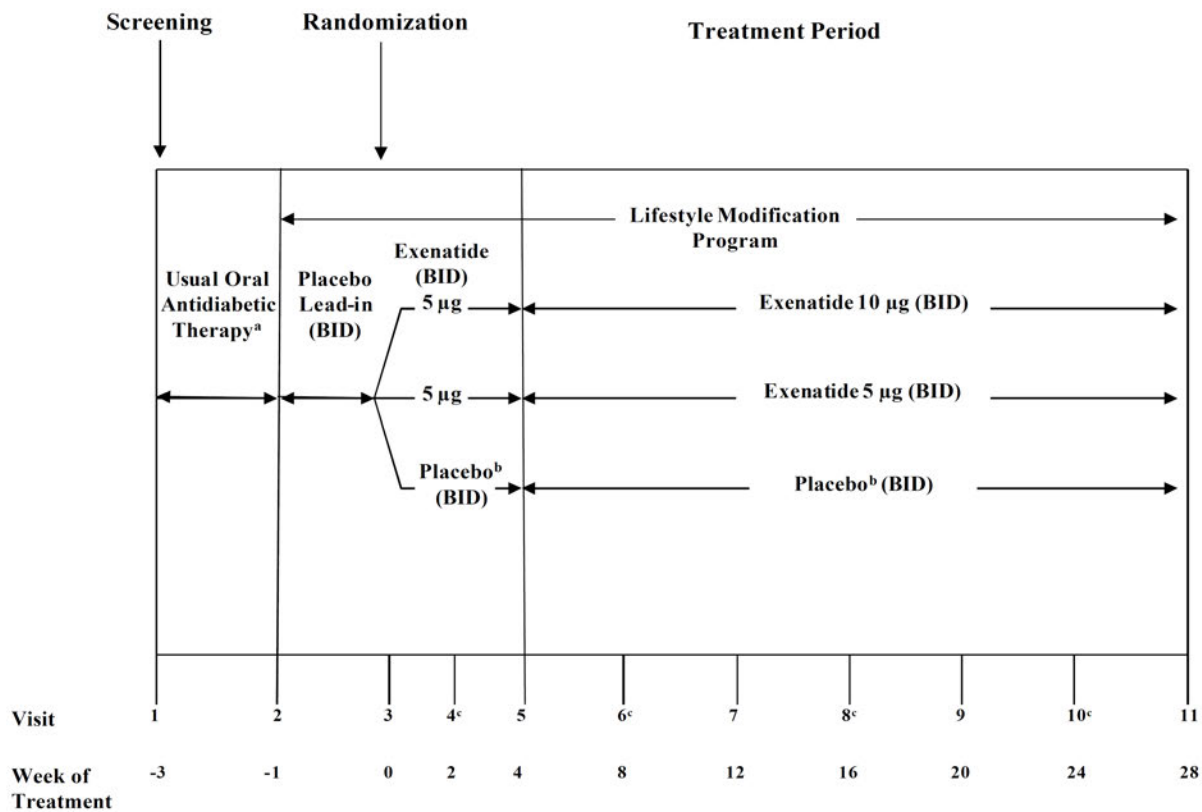 Screening
Randomization
Treatment Period
Lifestyle Modification
Program
Usual Oral
Antidiabetic
Therapyᵃ
Placebo
Lead-in
(BID)
Exenatide
(BID)
5 µg
Exenatide 10 µg (BID)
5 µg
Exenatide 5 µg (BID)
Placeboᵇ
(BID)
Placeboᵇ (BID)
Visit 1 2 3 4ᶜ 5 6ᶜ 7 8ᶜ 9 10ᶜ 11
Week of
Treatment
-3 -1 0 2 4 8 12 16 20 24 28